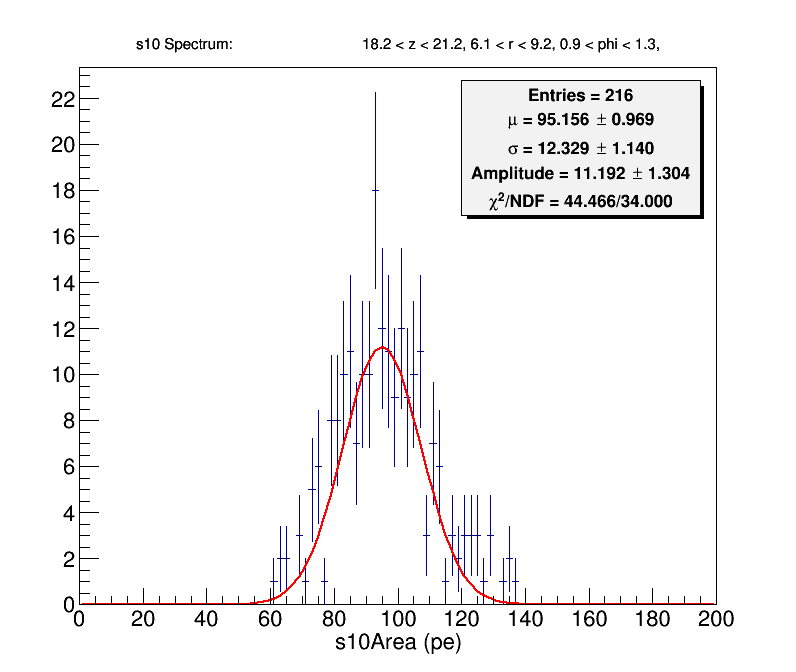 s10 Spectrum: 18.2 < z < 21.2, 6.1 < r < 9.2, 0.9 < phi < 1.3,
Entries = 216
μ = 95.156 ± 0.969
σ = 12.329 ± 1.140
Amplitude = 11.192 ± 1.304
χ²/NDF = 44.466/34.000
22
20
18
16
14
12
10
8
6
4
2
0
0 20 40 60 80 100 120 140 160 180 200
s10Area (pe)